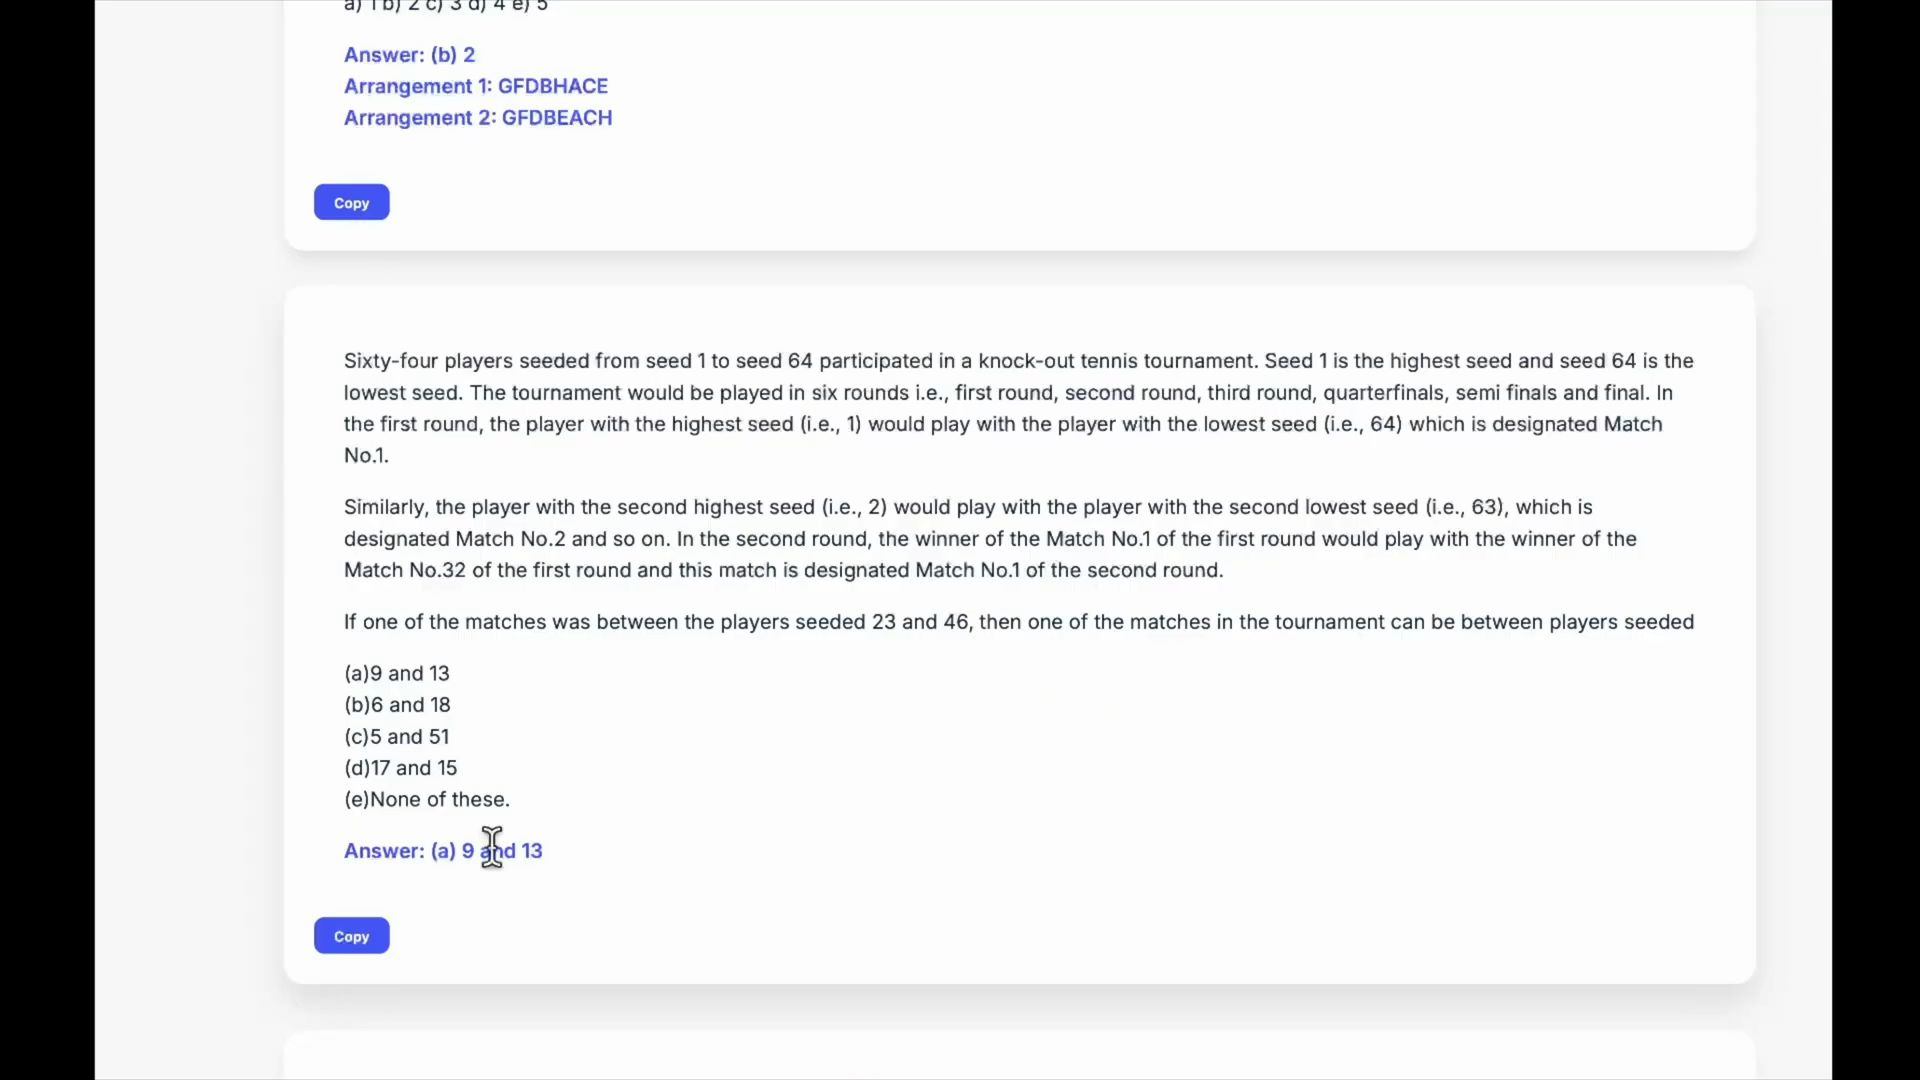 a) 1 b) 2 c) 3 d) 4 e) 5
Answer: (b) 2
Arrangement 1: GFDBHACE
Arrangement 2: GFDBEACH
Copy
Sixty-four players seeded from seed 1 to seed 64 participated in a knock-out tennis tournament. Seed 1 is the highest seed and seed 64 is the
lowest seed. The tournament would be played in six rounds i.e., first round, second round, third round, quarterfinals, semi finals and final. In
the first round, the player with the highest seed (i.e., 1) would play with the player with the lowest seed (i.e., 64) which is designated Match
No.1.
Similarly, the player with the second highest seed (i.e., 2) would play with the player with the second lowest seed (i.e., 63), which is
designated Match No.2 and so on. In the second round, the winner of the Match No.1 of the first round would play with the winner of the
Match No.32 of the first round and this match is designated Match No.1 of the second round.
If one of the matches was between the players seeded 23 and 46, then one of the matches in the tournament can be between players seeded
(a)9 and 13
(b)6 and 18
(c)5 and 51
(d)17 and 15
(e)None of these.
Answer: (a) 9 and 13
Copy